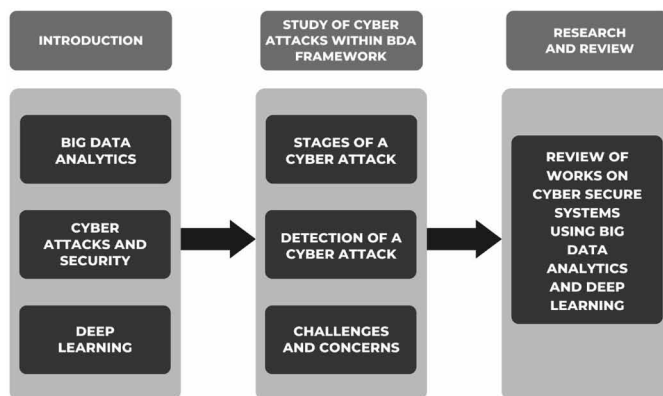 INTRODUCTION
BIG DATA
ANALYTICS
CYBER
ATTACKS AND
SECURITY
DEEP
LEARNING
STUDY OF CYBER
ATTACKS WITHIN BDA
FRAMEWORK
STAGES OF A
CYBER ATTACK
DETECTION OF A
CYBER ATTACK
CHALLENGES
AND CONCERNS
RESEARCH
AND REVIEW
REVIEW OF
WORKS ON
CYBER SECURE
SYSTEMS
USING BIG
DATA
ANALYTICS
AND DEEP
LEARNING